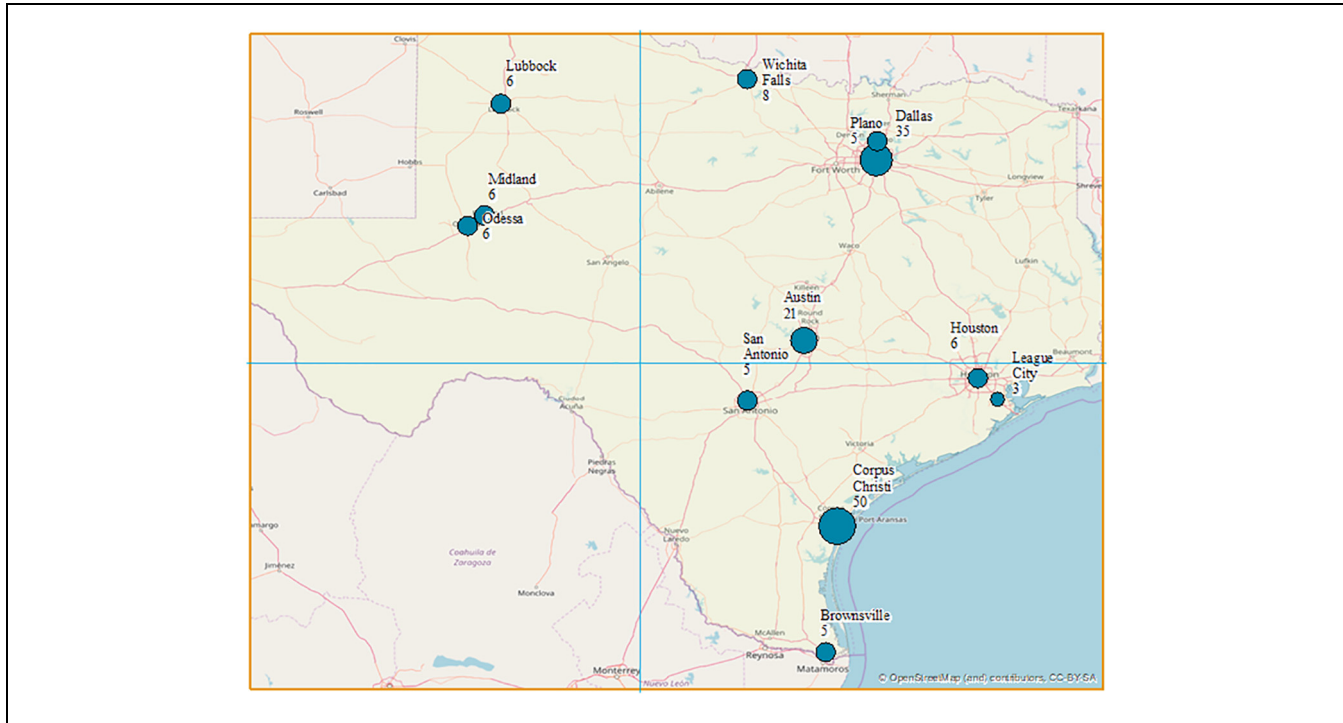 Clovis
Lubbock
6
Wichita
Falls
8
Sherman
Roswell
Texarkana
Plano
5
Dallas
35
Hobbs
Fort Worth
Midland
6
Abilene
Longview
Carlsbad
Tyler
Odessa
6
Waco
San Angelo
Lufkin
Killeen
Austin
21
Round
Rock
San
Antonio
5
Houston
6
Beaumont
League
City
3
Ciudad
Acuña
San Antonio
Victoria
Piedras
Negras
Corpus
Christi
50
Port Aransas
Nuevo
Laredo
Coahuila de
Zaragoza
Jiménez
Monclova
Brownsville
5
McAllen
Reynosa
Matamoros
Monterrey
Nuevo León
© OpenStreetMap (and) contributors, CC-BY-SA